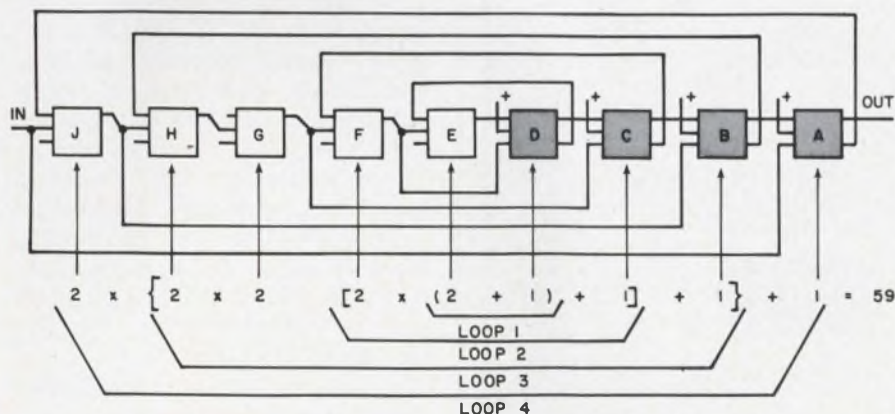 IN OUT
+ + + +
J H G F E D C B A
2 x { 2 x 2 [2 x (2 + 1) + 1] + 1} + 1 = 59
LOOP 1
LOOP 2
LOOP 3
LOOP 4